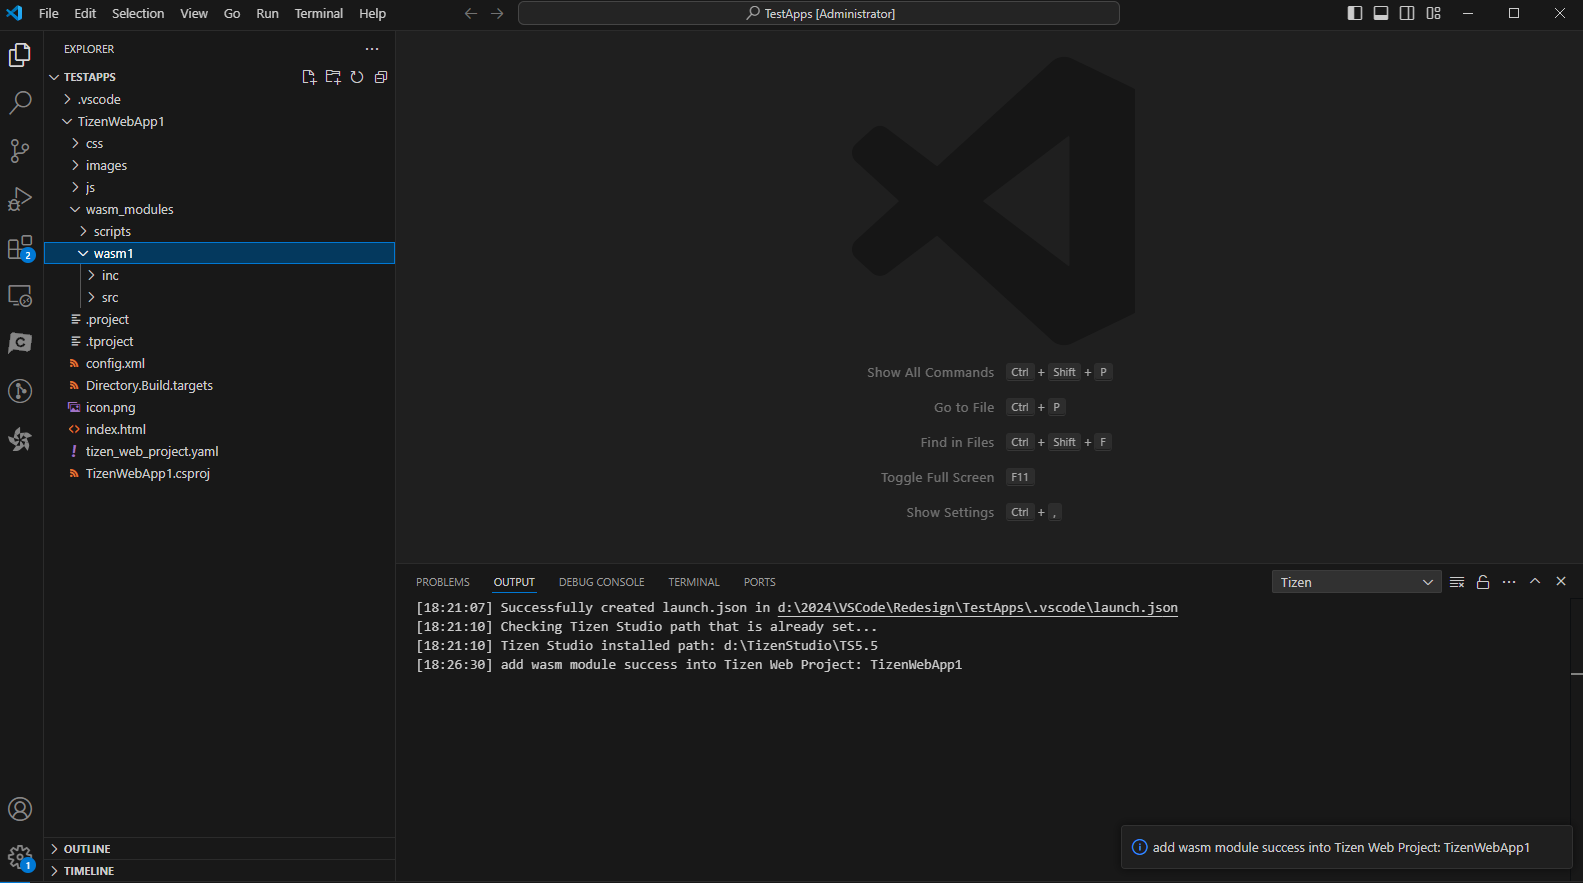 File Edit Selection View Go Run Terminal Help
TestApps [Administrator]
EXPLORER
TESTAPPS
.vscode
TizenWebApp1
css
images
js
wasm_modules
scripts
wasm1
inc
src
.project
.tproject
config.xml
Directory.Build.targets
icon.png
index.html
! tizen_web_project.yaml
TizenWebApp1.csproj
OUTLINE
TIMELINE
2
C
1
Show All Commands Ctrl + Shift + P
Go to File Ctrl + P
Find in Files Ctrl + Shift + F
Toggle Full Screen F11
Show Settings Ctrl + ,
PROBLEMS OUTPUT DEBUG CONSOLE TERMINAL PORTS
Tizen
[18:21:07] Successfully created launch.json in d:\2024\VSCode\Redesign\TestApps\.vscode\launch.json
[18:21:10] Checking Tizen Studio path that is already set...
[18:21:10] Tizen Studio installed path: d:\TizenStudio\TS5.5
[18:26:30] add wasm module success into Tizen Web Project: TizenWebApp1
add wasm module success into Tizen Web Project: TizenWebApp1